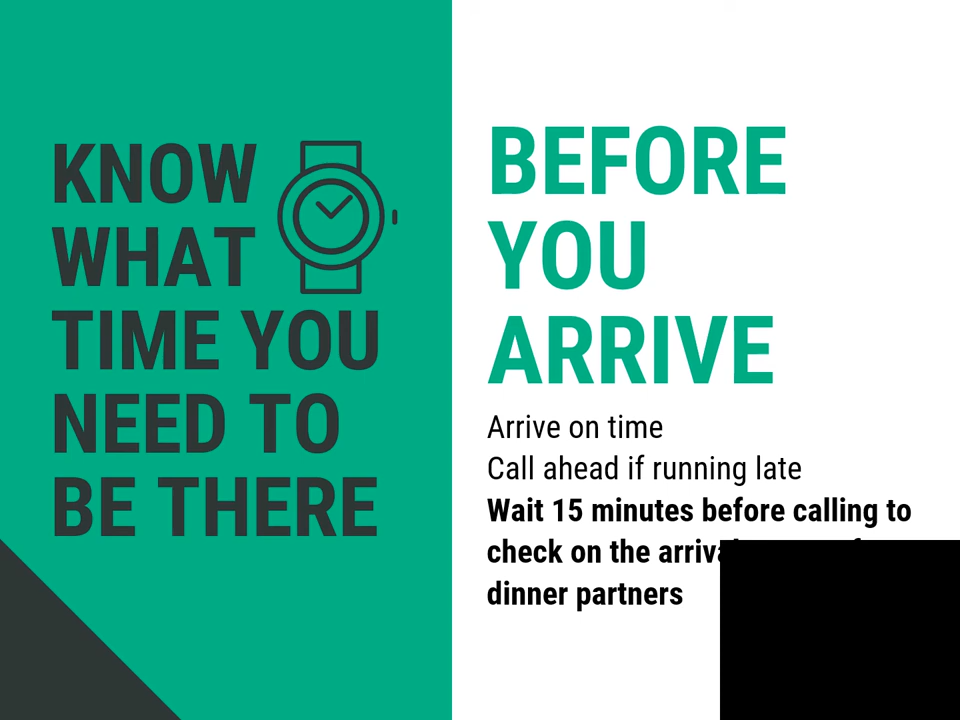 KNOW
WHAT
TIME YOU
NEED TO
BE THERE
BEFORE
YOU
ARRIVE
Arrive on time
Call ahead if running late
Wait 15 minutes before calling to
check on the
dinner partners